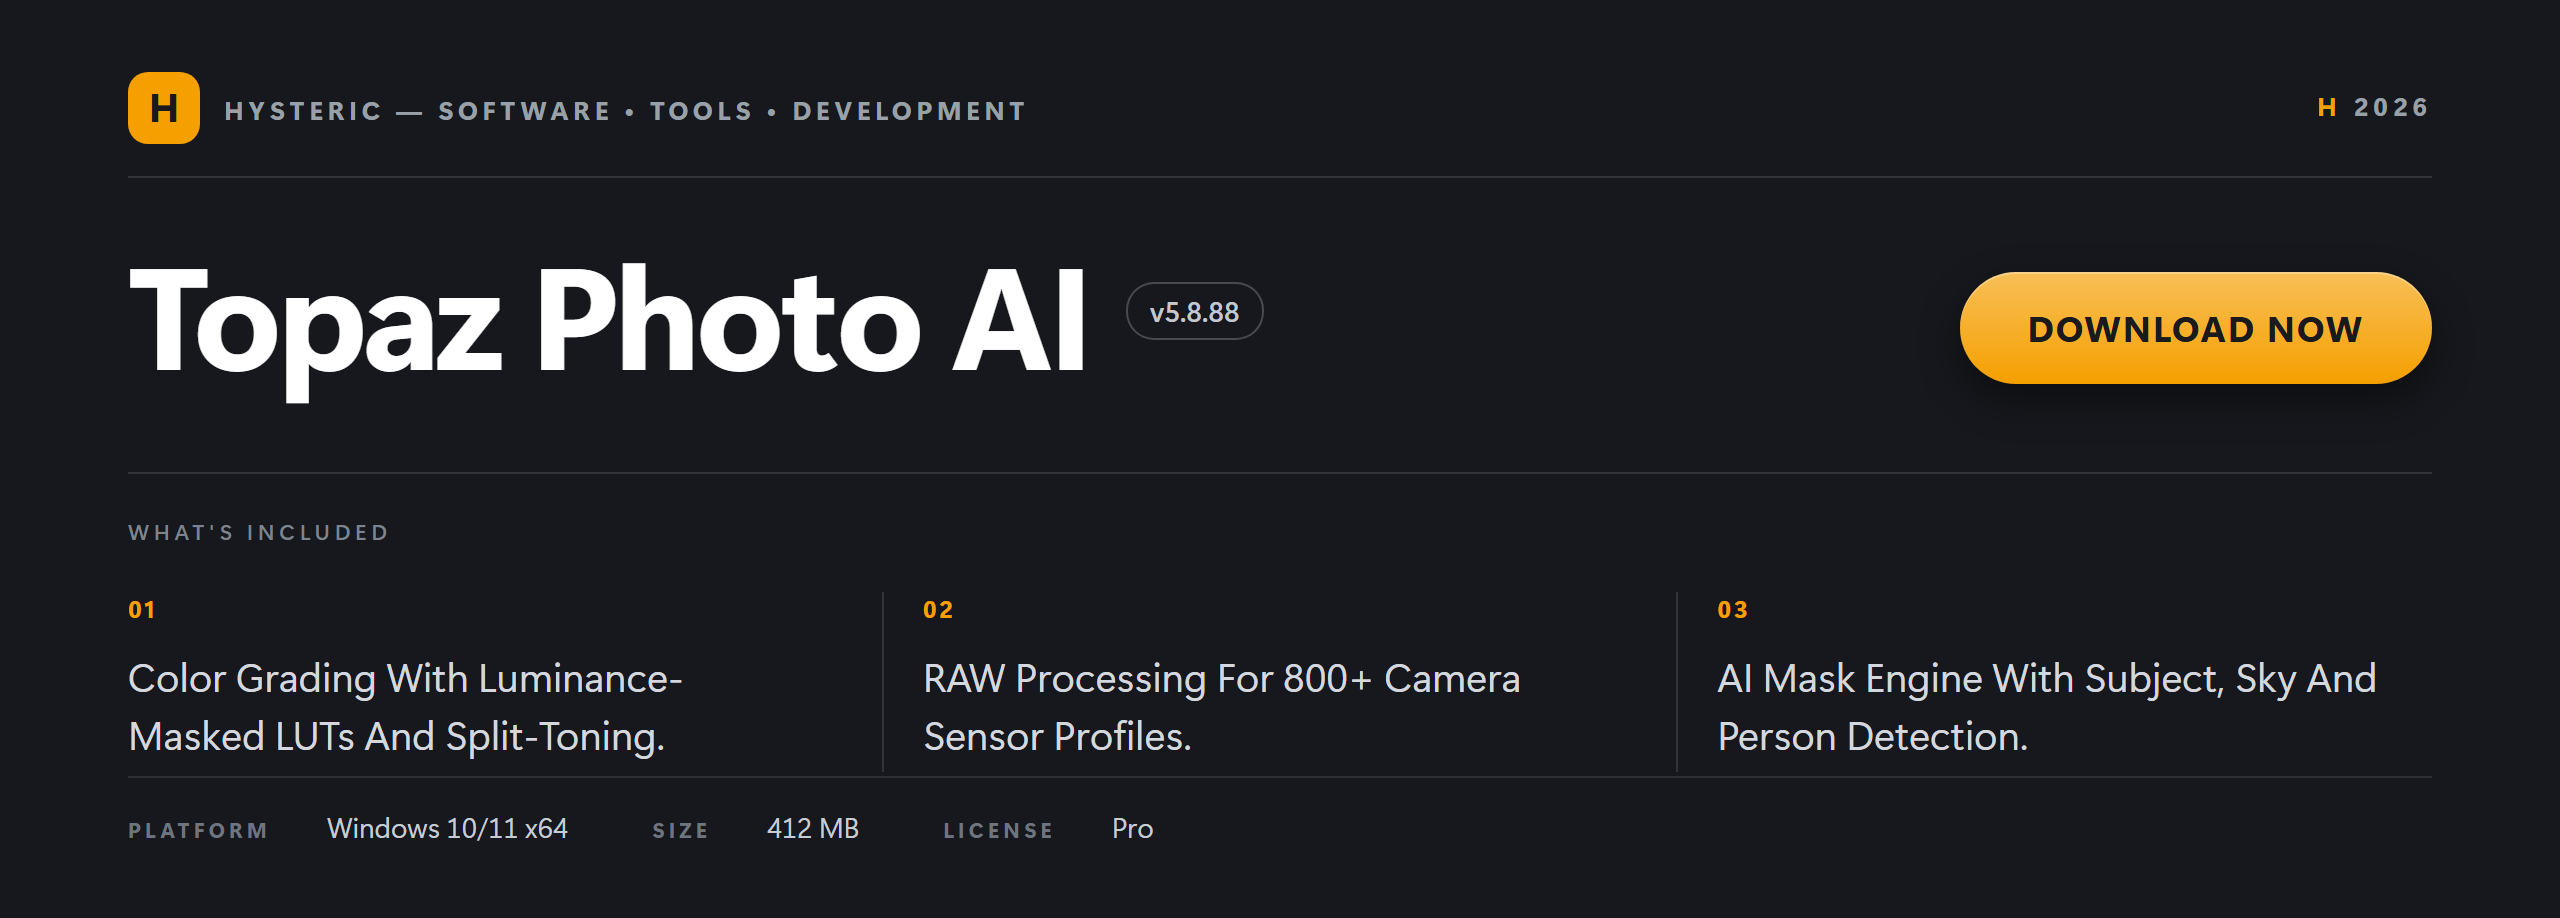 H
HYSTERIC — SOFTWARE • TOOLS • DEVELOPMENT
H 2026
Topaz Photo AI
v5.8.88
DOWNLOAD NOW
WHAT'S INCLUDED
01
Color Grading With Luminance-
Masked LUTs And Split-Toning.
02
RAW Processing For 800+ Camera
Sensor Profiles.
03
AI Mask Engine With Subject, Sky And
Person Detection.
PLATFORM Windows 10/11 x64 SIZE 412 MB LICENSE Pro